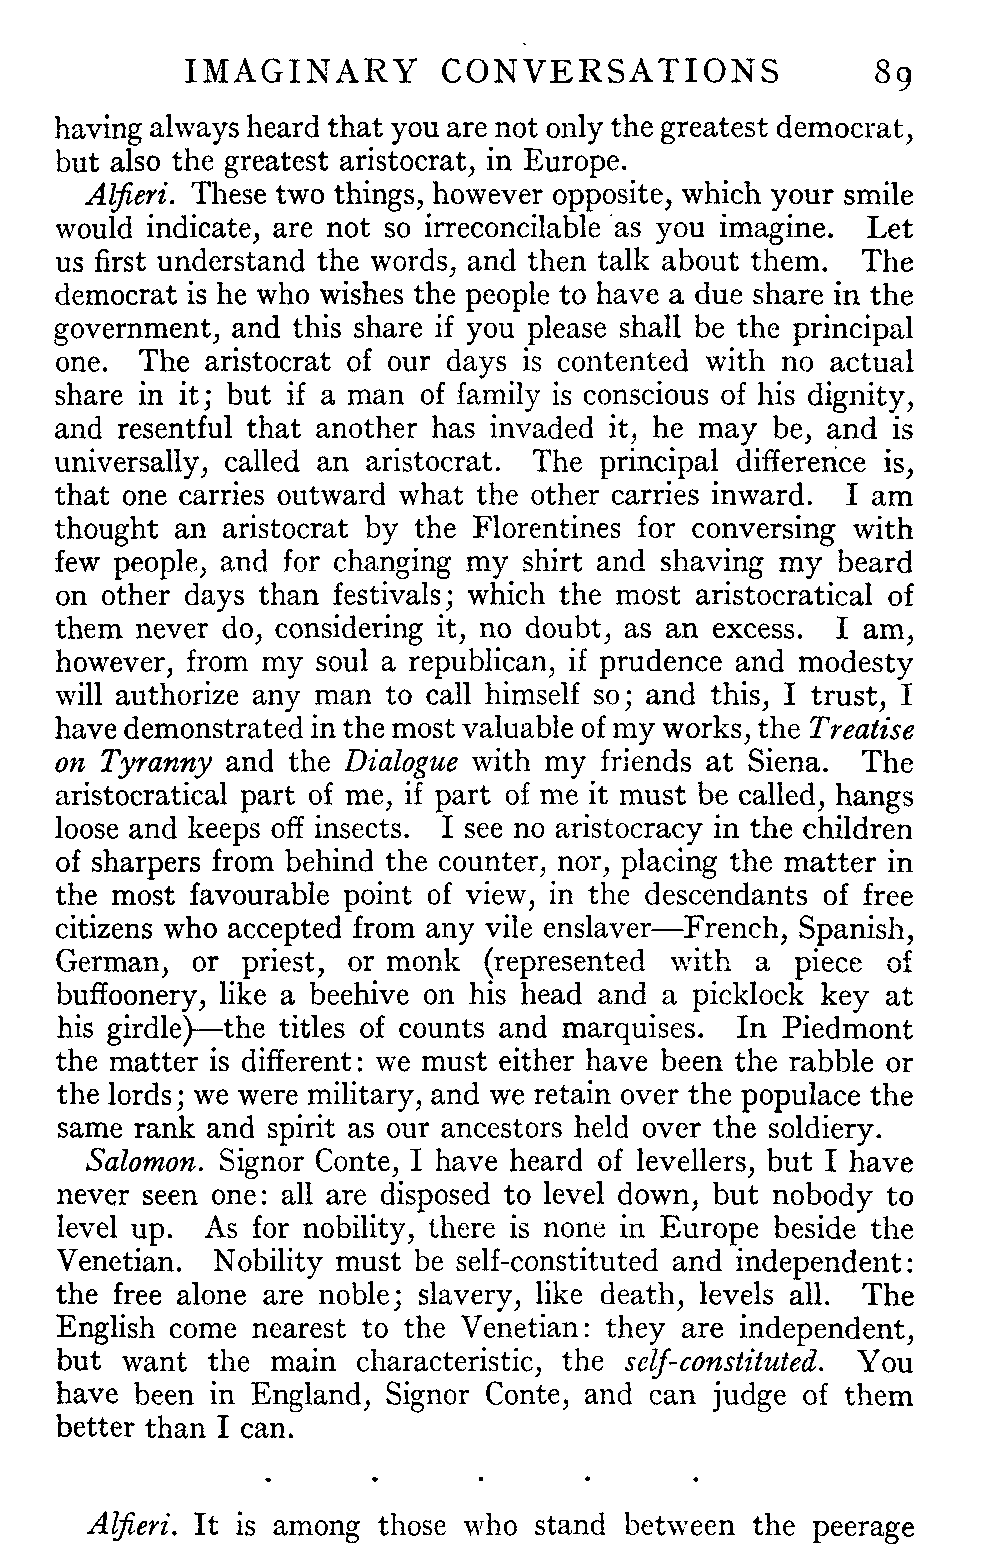 IMAGINARY CONVERSATIONS 89
having always heard that you are not only the greatest democrat,
but also the greatest aristocrat, in Europe.
Alfieri. These two things, however opposite, which your smile
would indicate, are not so irreconcilable as you imagine. Let
us first understand the words, and then talk about them. The
democrat is he who wishes the people to have a due share in the
government, and this share if you please shall be the principal
one. The aristocrat of our days is contented with no actual
share in it; but if a man of family is conscious of his dignity,
and resentful that another has invaded it, he may be, and is
universally, called an aristocrat. The principal difference is,
that one carries outward what the other carries inward. I am
thought an aristocrat by the Florentines for conversing with
few people, and for changing my shirt and shaving my beard
on other days than festivals; which the most aristocratical of
them never do, considering it, no doubt, as an excess. I am,
however, from my soul a republican, if prudence and modesty
will authorize any man to call himself so; and this, I trust, I
have demonstrated in the most valuable of my works, the Treatise
on Tyranny and the Dialogue with my friends at Siena. The
aristocratical part of me, if part of me it must be called, hangs
loose and keeps off insects. I see no aristocracy in the children
of sharpers from behind the counter, nor, placing the matter in
the most favourable point of view, in the descendants of free
citizens who accepted from any vile enslaver—French, Spanish,
German, or priest, or monk (represented with a piece of
buffoonery, like a beehive on his head and a picklock key at
his girdle)—the titles of counts and marquises. In Piedmont
the matter is different: we must either have been the rabble or
the lords; we were military, and we retain over the populace the
same rank and spirit as our ancestors held over the soldiery.
Salomon. Signor Conte, I have heard of levellers, but I have
never seen one: all are disposed to level down, but nobody to
level up. As for nobility, there is none in Europe beside the
Venetian. Nobility must be self-constituted and independent:
the free alone are noble; slavery, like death, levels all. The
English come nearest to the Venetian: they are independent,
but want the main characteristic, the self-constituted. You
have been in England, Signor Conte, and can judge of them
better than I can.
. . . . .
Alfieri. It is among those who stand between the peerage